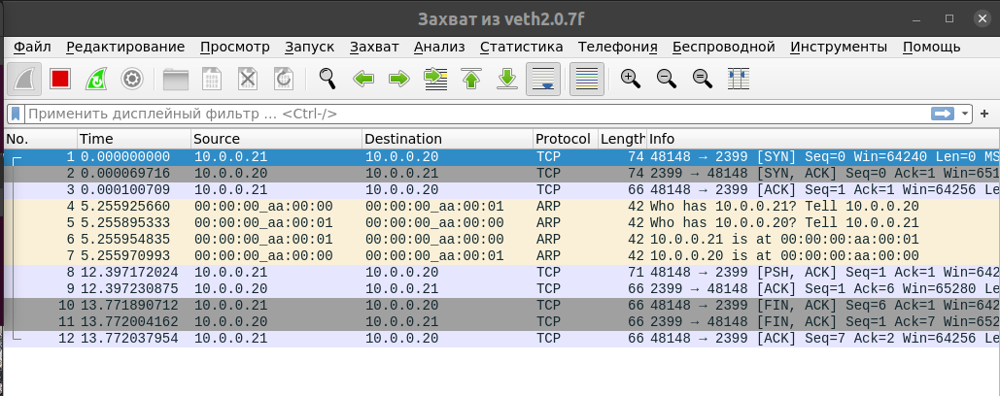 Захват из veth2.0.7f
Файл Редактирование Просмотр Запуск Захват Анализ Статистика Телефония Беспроводной Инструменты Помощь
Применить дисплейный фильтр ... <Ctrl-/>
No. Time Source Destination Protocol Length Info
1 0.000000000 10.0.0.21 10.0.0.20 TCP 74 48148 → 2399 [SYN] Seq=0 Win=64240 Len=0 MS
2 0.000069716 10.0.0.20 10.0.0.21 TCP 74 2399 → 48148 [SYN, ACK] Seq=0 Ack=1 Win=651
3 0.000100709 10.0.0.21 10.0.0.20 TCP 66 48148 → 2399 [ACK] Seq=1 Ack=1 Win=64256 Le
4 5.255925660 00:00:00_aa:00:00 00:00:00_aa:00:01 ARP 42 Who has 10.0.0.21? Tell 10.0.0.20
5 5.255895333 00:00:00_aa:00:01 00:00:00_aa:00:00 ARP 42 Who has 10.0.0.20? Tell 10.0.0.21
6 5.255954835 00:00:00_aa:00:01 00:00:00_aa:00:00 ARP 42 10.0.0.21 is at 00:00:00:aa:00:01
7 5.255970993 00:00:00_aa:00:00 00:00:00_aa:00:01 ARP 42 10.0.0.20 is at 00:00:00:aa:00:00
8 12.397172024 10.0.0.21 10.0.0.20 TCP 71 48148 → 2399 [PSH, ACK] Seq=1 Ack=1 Win=642
9 12.397230875 10.0.0.20 10.0.0.21 TCP 66 2399 → 48148 [ACK] Seq=1 Ack=6 Win=65280 Le
10 13.771890712 10.0.0.21 10.0.0.20 TCP 66 48148 → 2399 [FIN, ACK] Seq=6 Ack=1 Win=642
11 13.772004162 10.0.0.20 10.0.0.21 TCP 66 2399 → 48148 [FIN, ACK] Seq=1 Ack=7 Win=652
12 13.772037954 10.0.0.21 10.0.0.20 TCP 66 48148 → 2399 [ACK] Seq=7 Ack=2 Win=64256 Le